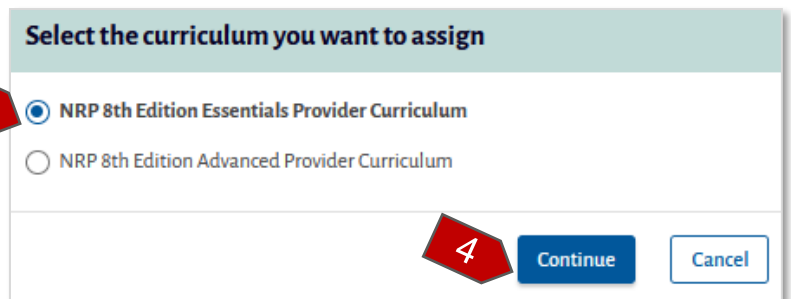 Select the curriculum you want to assign
NRP 8th Edition Essentials Provider Curriculum
NRP 8th Edition Advanced Provider Curriculum
4
Continue
Cancel